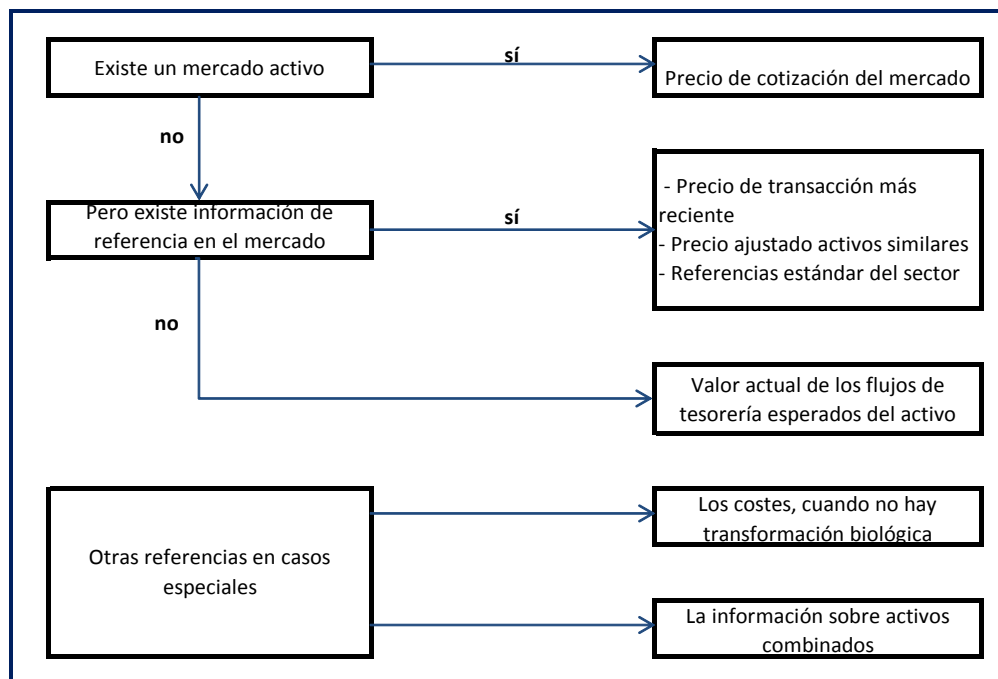 Existe un mercado activo
sí
Precio de cotización del mercado
no
Pero existe información de
referencia en el mercado
sí
- Precio de transacción más
reciente
- Precio ajustado activos similares
- Referencias estándar del sector
no
Valor actual de los flujos de
tesorería esperados del activo
Otras referencias en casos
especiales
Los costes, cuando no hay
transformación biológica
La información sobre activos
combinados